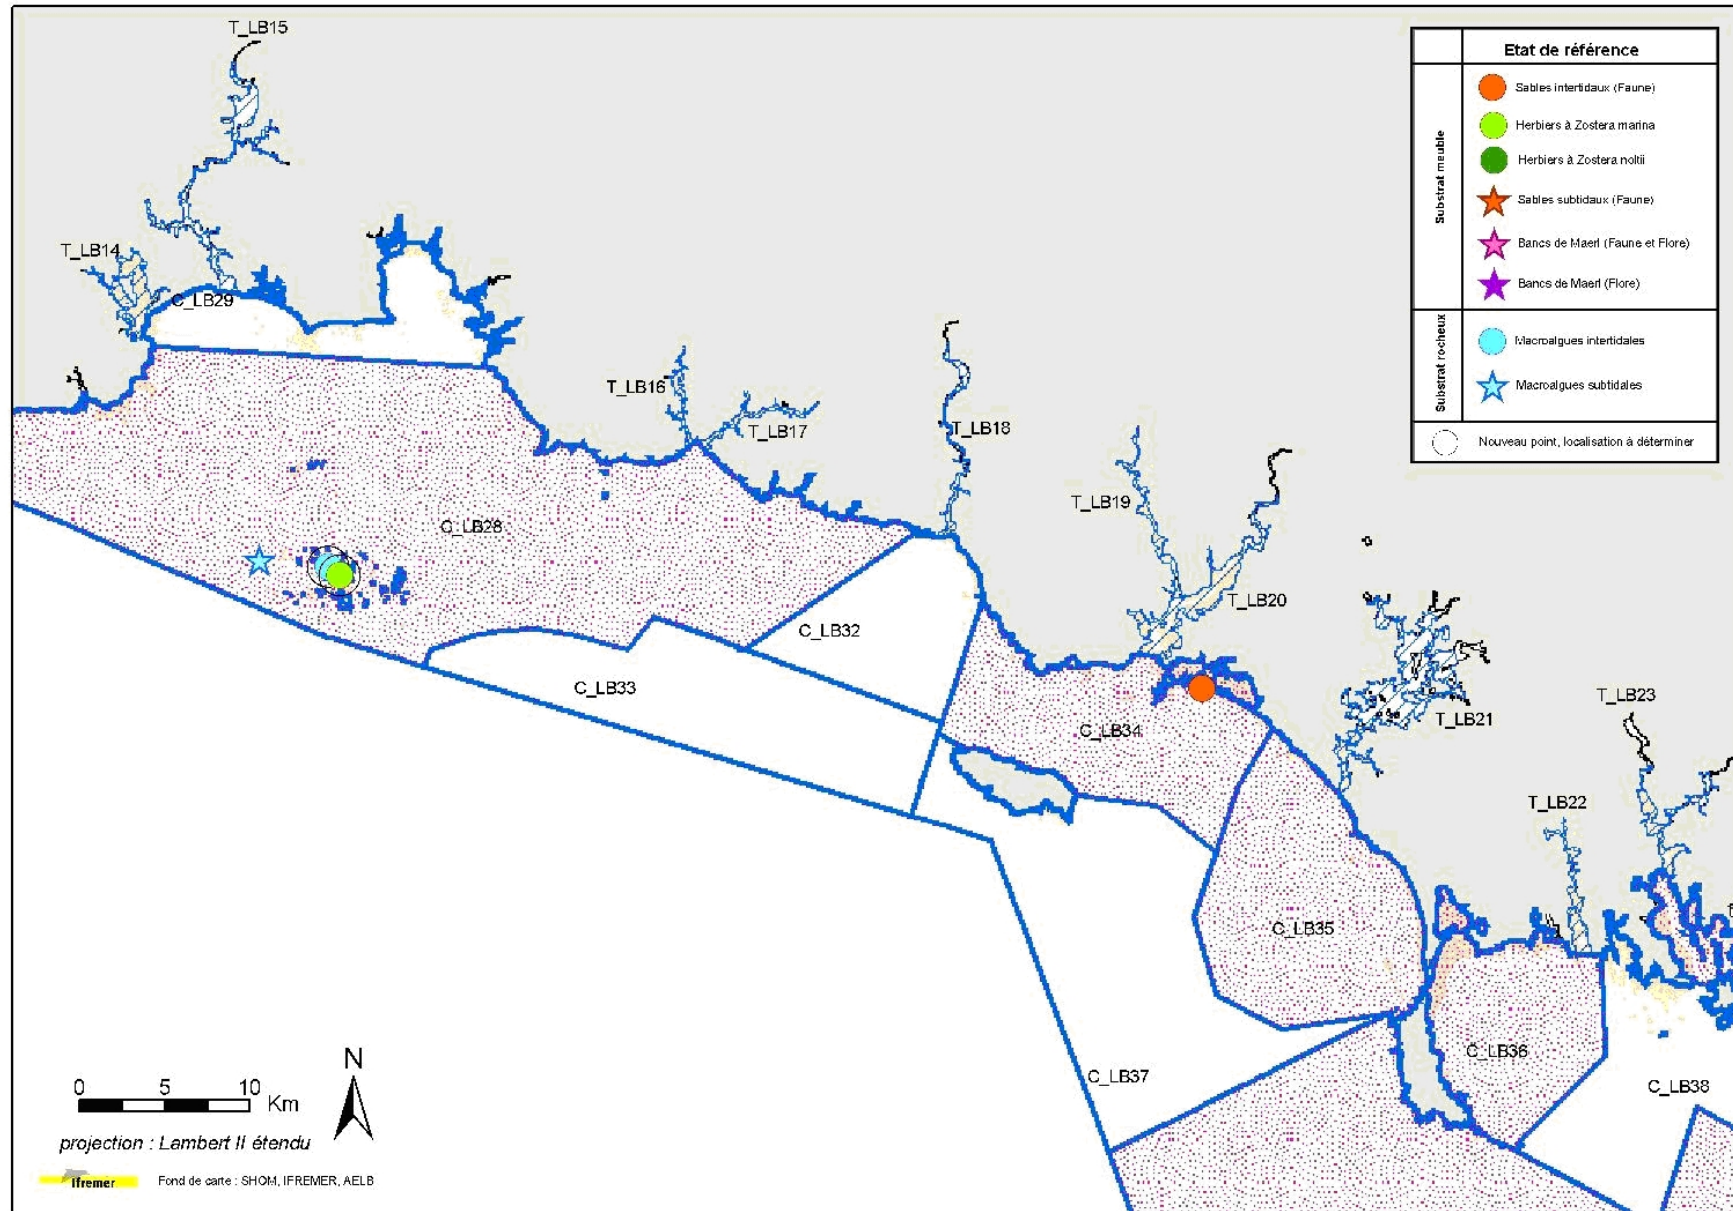 T_LB15
Etat de référence
Substrat meuble
Sables intertidaux (Faune)
Herbiers à Zostera marina
Herbiers à Zostera noltii
Sables subtidaux (Faune)
Bancs de Maerl (Faune et Flore)
Bancs de Maerl (Flore)
Substrat rocheux
Macroalgues intertidales
Macroalgues subtidales
Nouveau point, localisation à déterminer
T_LB14
C_LB29
T_LB16
T_LB17
T_LB18
T_LB19
C_LB28
T_LB20
C_LB32
C_LB33
C_LB34
T_LB21
T_LB23
T_LB22
C_LB35
C_LB36
C_LB37
C_LB38
N
0 5 10
Km
projection : Lambert II étendu
Ifremer
Fond de carte : SHOM, IFREMER, AELB